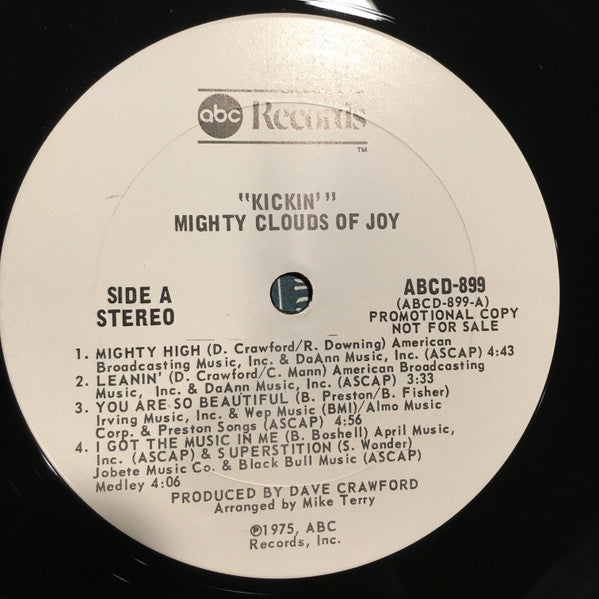 abc Records
TM
"KICKIN'"
MIGHTY CLOUDS OF JOY
SIDE A
STEREO
ABCD-899
(ABCD-899-A)
PROMOTIONAL COPY
NOT FOR SALE
1. MIGHTY HIGH (D. Crawford/R. Downing) American
Broadcasting Music, Inc. & DaAnn Music, Inc. (ASCAP) 4:43
2. LEANIN' (D. Crawford/C. Mann) American Broadcasting
Music, Inc. & DaAnn Music, Inc. (ASCAP) 3:33
3. YOU ARE SO BEAUTIFUL (B. Preston/B. Fisher)
Irving Music, Inc. & Wep Music (BMI)/Almo Music
Corp. & Preston Songs (ASCAP) 4:56
4. I GOT THE MUSIC IN ME (B. Boshell) April Music,
Inc. (ASCAP) & SUPERSTITION (S. Wonder)
Jobete Music Co. & Black Bull Music (ASCAP)
Medley 4:06
PRODUCED BY DAVE CRAWFORD
Arranged by Mike Terry
℗1975, ABC
Records, Inc.